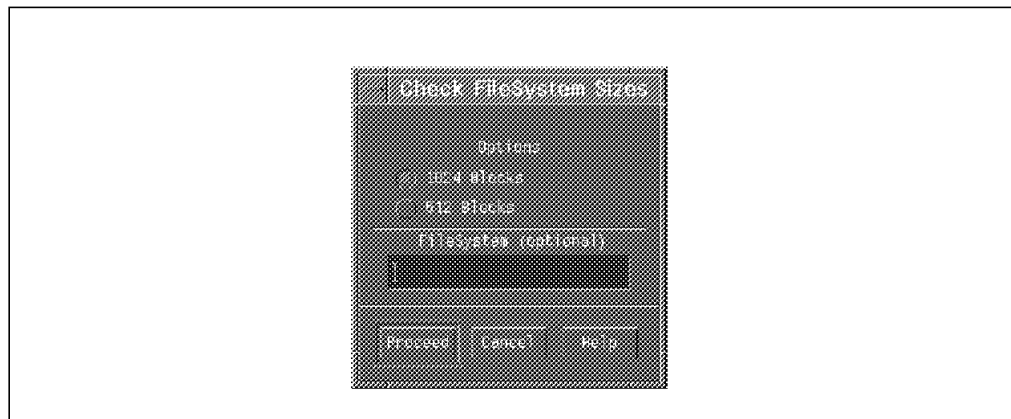 Check FileSystem Sizes
Options
1024 Blocks
512 Blocks
FileSystem (optional)
Proceed Cancel Help